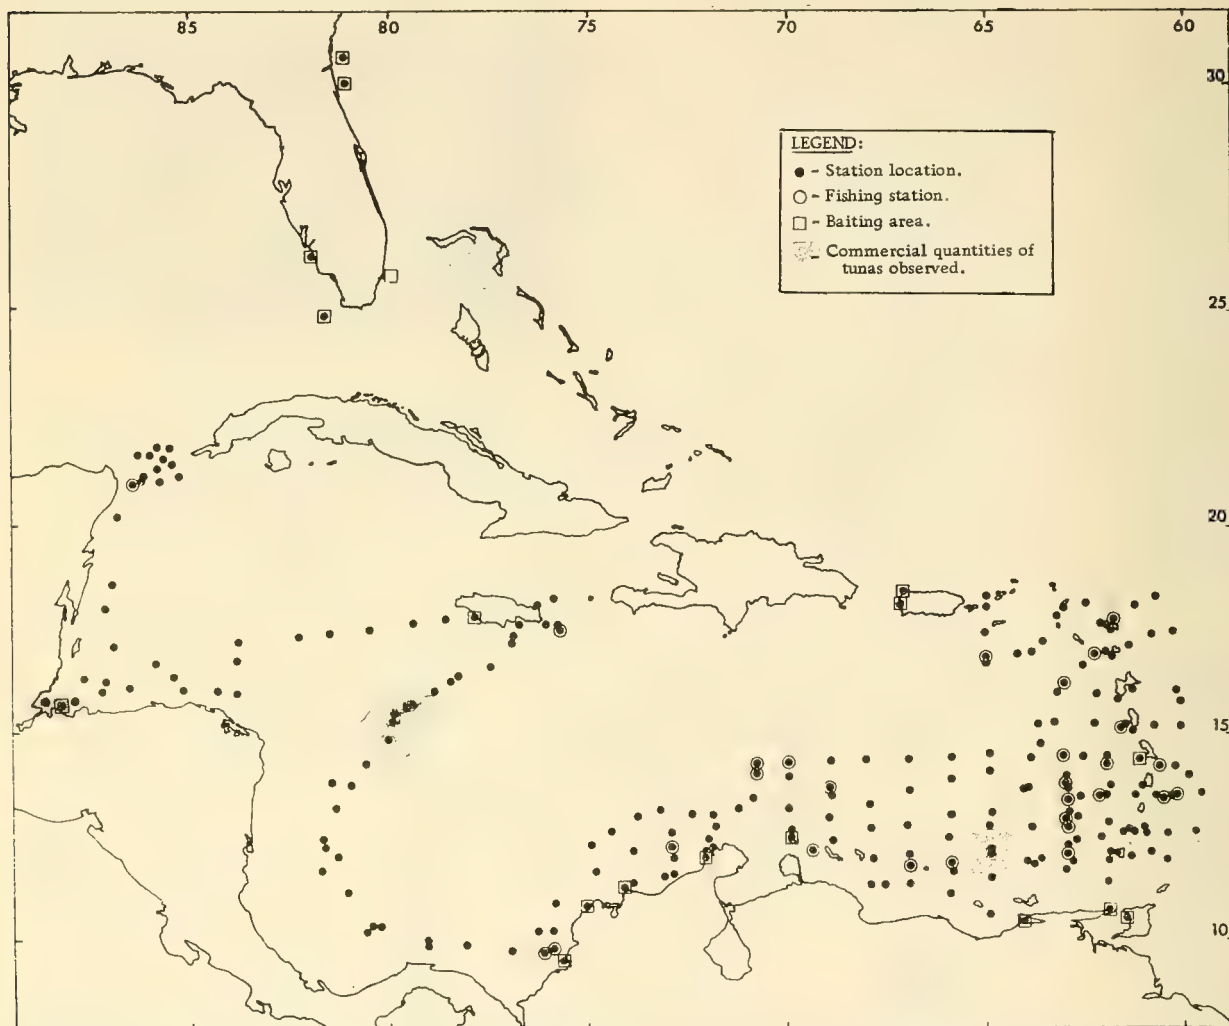 85 80 75 70 65 60
30
LEGEND:
- Station location.
- Fishing station.
- Baiting area.
- Commercial quantities of
tunas observed.
25
20
15
10